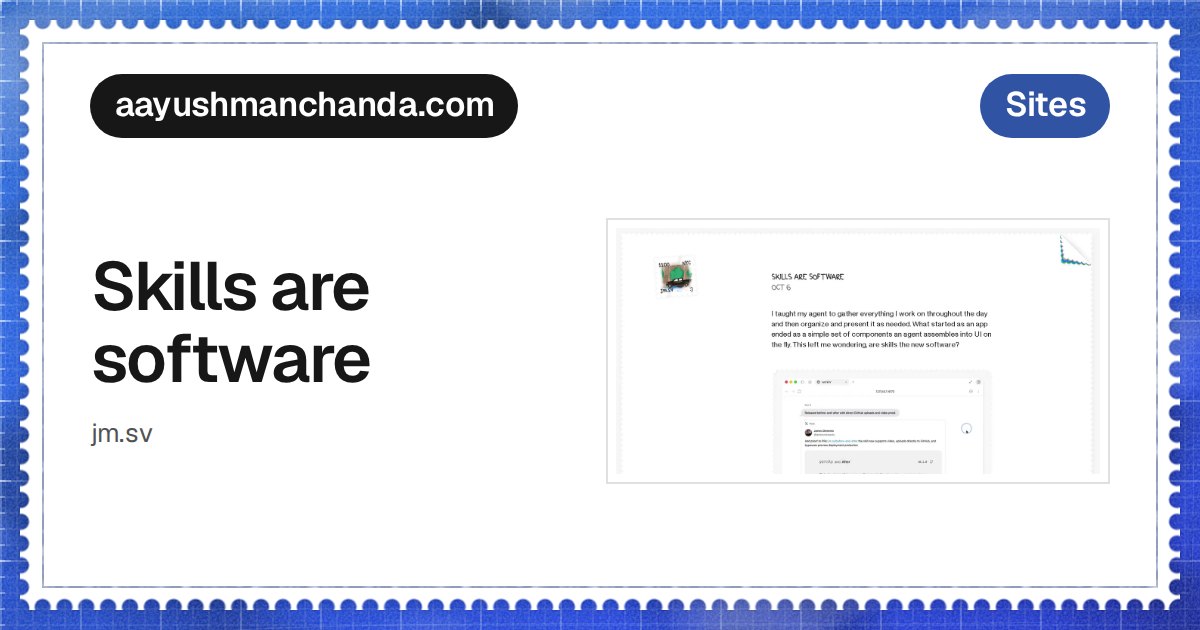 aayushmanchanda.com
Sites
Skills are
software
jm.sv
SKILLS ARE SOFTWARE
OCT 6
I taught my agent to gather everything I work on throughout the day
and then organize and present it as needed. What started as an app
ended as a simple set of components an agent assembles into UI on
the fly. This left me wondering, are skills the new software?